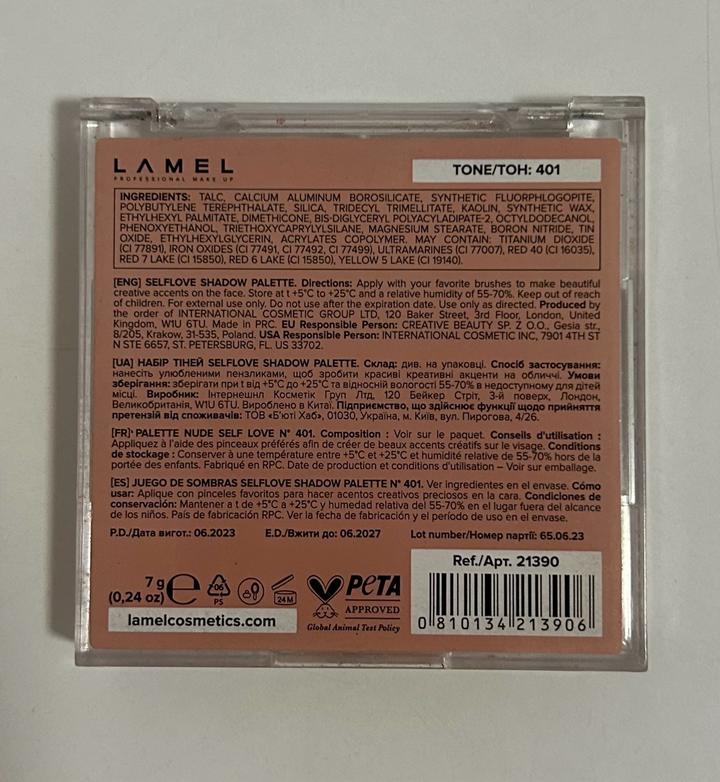 LAMEL
PROFESSIONAL MAKE UP
TONE/ТОН: 401
INGREDIENTS: TALC, CALCIUM ALUMINUM BOROSILICATE, SYNTHETIC FLUORPHLOGOPITE,
POLYBUTYLENE TEREPHTHALATE, SILICA, TRIDECYL TRIMELLITATE, KAOLIN, SYNTHETIC WAX,
ETHYLHEXYL PALMITATE, DIMETHICONE, BIS-DIGLYCERYL POLYACYLADIPATE-2, OCTYLDODECANOL,
PHENOXYETHANOL, TRIETHOXYCAPRYLYLSILANE, MAGNESIUM STEARATE, BORON NITRIDE, TIN
OXIDE, ETHYLHEXYLGLYCERIN, ACRYLATES COPOLYMER. MAY CONTAIN: TITANIUM DIOXIDE
(CI 77891), IRON OXIDES (CI 77491, CI 77492, CI 77499), ULTRAMARINES (CI 77007), RED 40 (CI 16035),
RED 7 LAKE (CI 15850), RED 6 LAKE (CI 15850), YELLOW 5 LAKE (CI 19140).
[ENG] SELFLOVE SHADOW PALETTE. Directions: Apply with your favorite brushes to make beautiful
creative accents on the face. Store at t +5°C to +25°C and a relative humidity of 55-70%. Keep out of reach
of children. For external use only. Do not use after the expiration date. Use only as directed. Produced by
the order of INTERNATIONAL COSMETIC GROUP LTD, 120 Baker Street, 3rd Floor, London, United
Kingdom, W1U 6TU. Made in PRC. EU Responsible Person: CREATIVE BEAUTY SP. Z O.O., Gesia str.,
8/205, Krakow, 31-535, Poland. USA Responsible Person: INTERNATIONAL COSMETIC INC, 7901 4TH ST
N STE 6657, ST. PETERSBURG, FL. US 33702.
[UA] НАБІР ТІНЕЙ SELFLOVE SHADOW PALETTE. Склад: див. на упаковці. Спосіб застосування:
нанесіть улюбленими пензликами, щоб зробити красиві креативні акценти на обличчі. Умови
зберігання: зберігати при t від +5°С до +25°С та відносній вологості 55-70% в недоступному для дітей
місці. Виробник: Інтернешнл Косметік Груп Лтд, 120 Бейкер Стріт, 3-й поверх, Лондон,
Великобританія, W1U 6TU. Вироблено в Китаї. Підприємство, що здійснює функції щодо прийняття
претензій від споживачів: ТОВ «Б'юті Хаб», 01030, Україна, м. Київ, вул. Пирогова, 4/26.
[FR] PALETTE NUDE SELF LOVE N° 401. Composition : Voir sur le paquet. Conseils d'utilisation :
Appliquez à l'aide des pinceaux préférés afin de créer de beaux accents créatifs sur le visage. Conditions
de stockage : Conserver à une température entre +5°C et +25°C et humidité relative de 55-70% hors de la
portée des enfants. Fabriqué en RPC. Date de production et conditions d'utilisation – Voir sur emballage.
[ES] JUEGO DE SOMBRAS SELFLOVE SHADOW PALETTE N° 401. Ver ingredientes en el envase. Cómo
usar: Aplique con pinceles favoritos para hacer acentos creativos preciosos en la cara. Condiciones de
conservación: Mantener a t de +5°C a +25°C y humedad relativa del 55-70% en el lugar fuera del alcance
de los niños. País de fabricación RPC. Ver la fecha de fabricación y el período de uso en el envase.
P.D./Дата вигот.: 06.2023 E.D./Вжити до: 06.2027 Lot number/Номер партії: 65.06.23
Ref./Арт. 21390
7 g
(0,24 oz)
06
PS
24 M
PETA
APPROVED
Global Animal Test Policy
lamelcosmetics.com
0 810134 213906